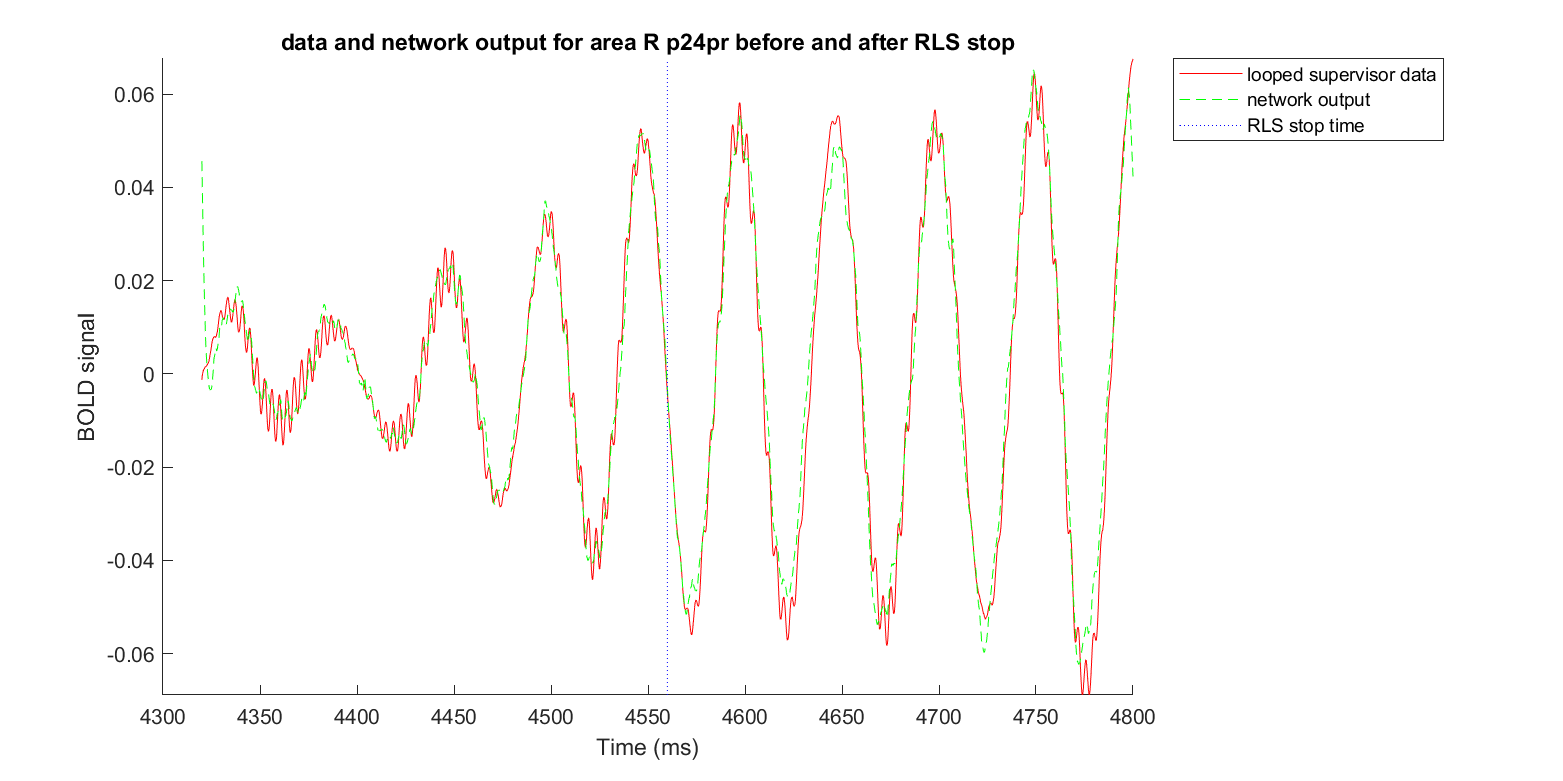 data and network output for area R p24pr before and after RLS stop
looped supervisor data
network output
RLS stop time
BOLD signal
0.06
0.04
0.02
0
-0.02
-0.04
-0.06
4300 4350 4400 4450 4500 4550 4600 4650 4700 4750 4800
Time (ms)